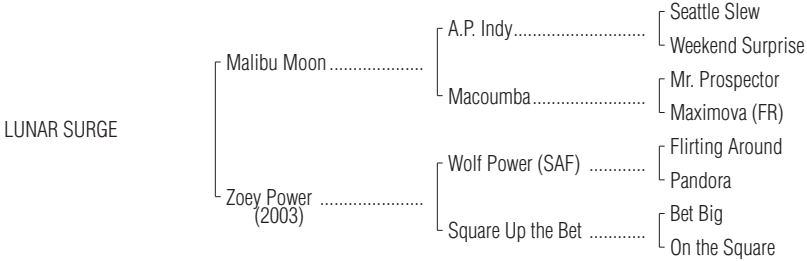 Seattle Slew
A.P. Indy............................
Weekend Surprise
Malibu Moon....................
Mr. Prospector
Macoumba........................
Maximova (FR)
LUNAR SURGE
Flirting Around
Wolf Power (SAF) ............
Pandora
Zoey Power ......................
(2003)
Bet Big
Square Up the Bet ............
On the Square